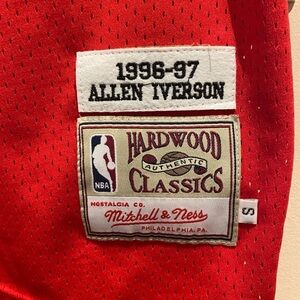 1996-97
ALLEN IVERSON
HARDWOOD
AUTHENTIC
CLASSICS
NBA
NOSTALGIA CO.
Mitchell & Ness
PHILADELPHIA, PA.
S